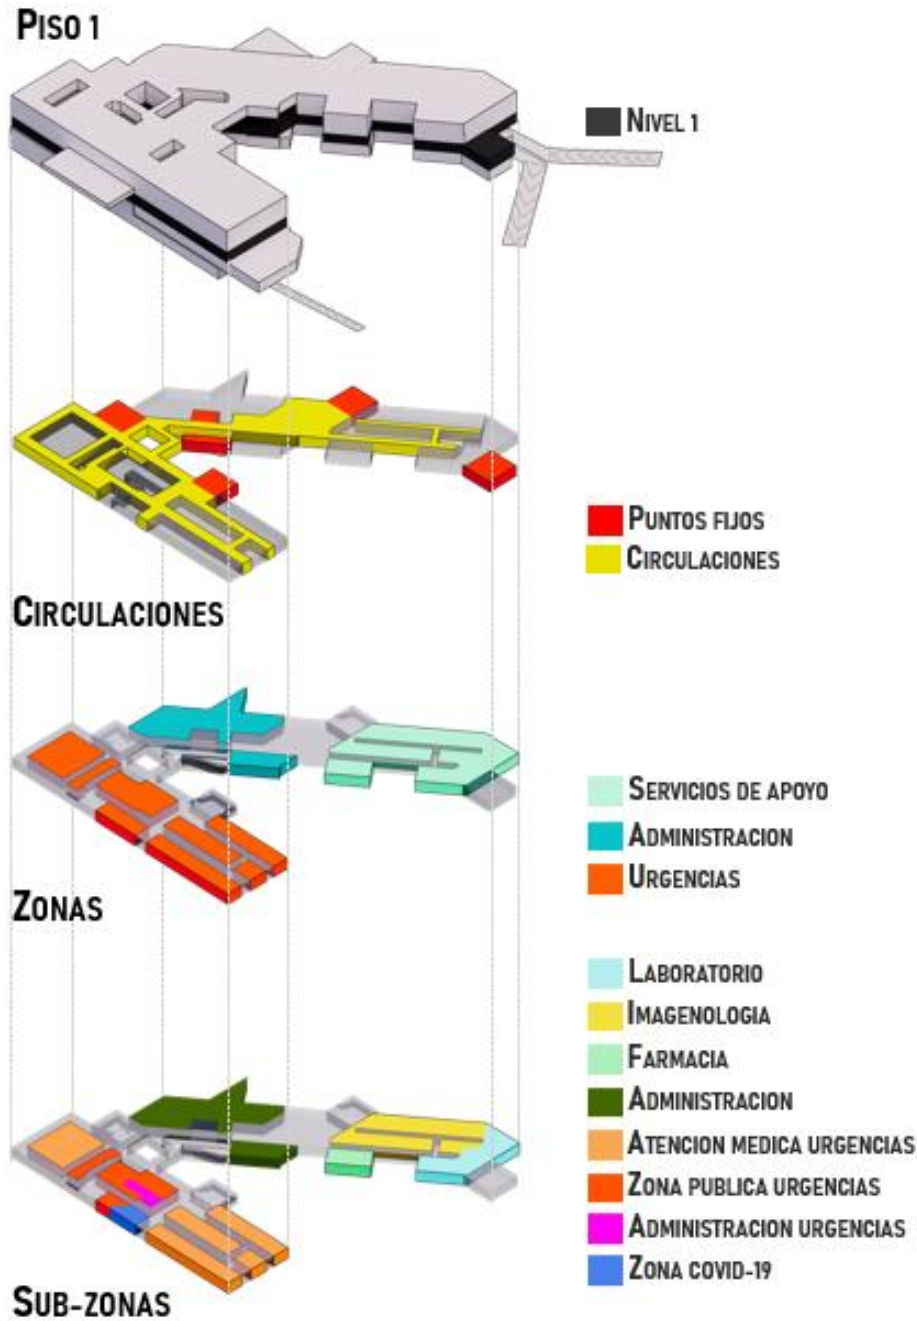 PISO 1
NIVEL 1
PUNTOS FIJOS
CIRCULACIONES
CIRCULACIONES
SERVICIOS DE APOYO
ADMINISTRACION
URGENCIAS
ZONAS
LABORATORIO
IMAGENOLOGIA
FARMACIA
ADMINISTRACION
ATENCION MEDICA URGENCIAS
ZONA PUBLICA URGENCIAS
ADMINISTRACION URGENCIAS
ZONA COVID-19
SUB-ZONAS